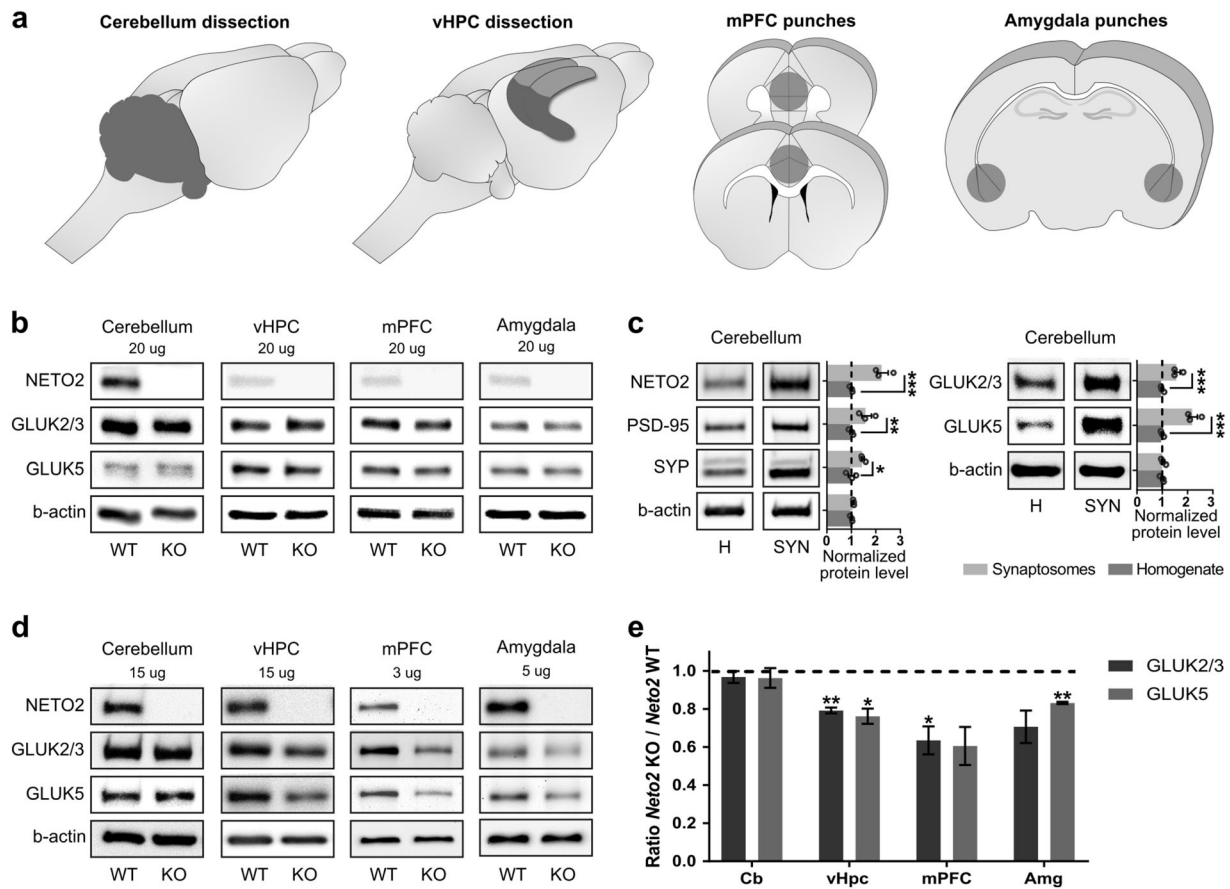 a
Cerebellum dissection
vHPC dissection
mPFC punches
Amygdala punches
b
Cerebellum
20 ug
vHPC
20 ug
mPFC
20 ug
Amygdala
20 ug
NETO2
GLUK2/3
GLUK5
b-actin
WT KO WT KO WT KO WT KO
c
Cerebellum
NETO2
***
PSD-95
**
SYP
*
b-actin
H SYN
0 1 2 3
Normalized
protein level
Cerebellum
GLUK2/3
***
GLUK5
***
b-actin
H SYN
0 1 2 3
Normalized
protein level
Synaptosomes Homogenate
d
Cerebellum
15 ug
vHPC
15 ug
mPFC
3 ug
Amygdala
5 ug
NETO2
GLUK2/3
GLUK5
b-actin
WT KO WT KO WT KO WT KO
e
Ratio Neto2 KO / Neto2 WT
1.0
0.8
0.6
0.4
0.2
0.0
** * * **
Cb vHpc mPFC Amg
GLUK2/3
GLUK5